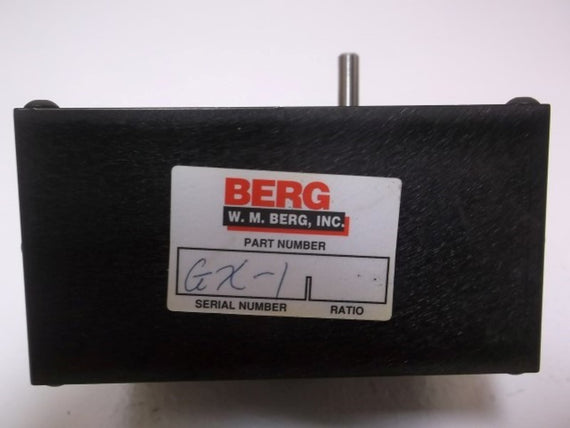 BERG
W. M. BERG, INC.
PART NUMBER
GX-1
SERIAL NUMBER RATIO